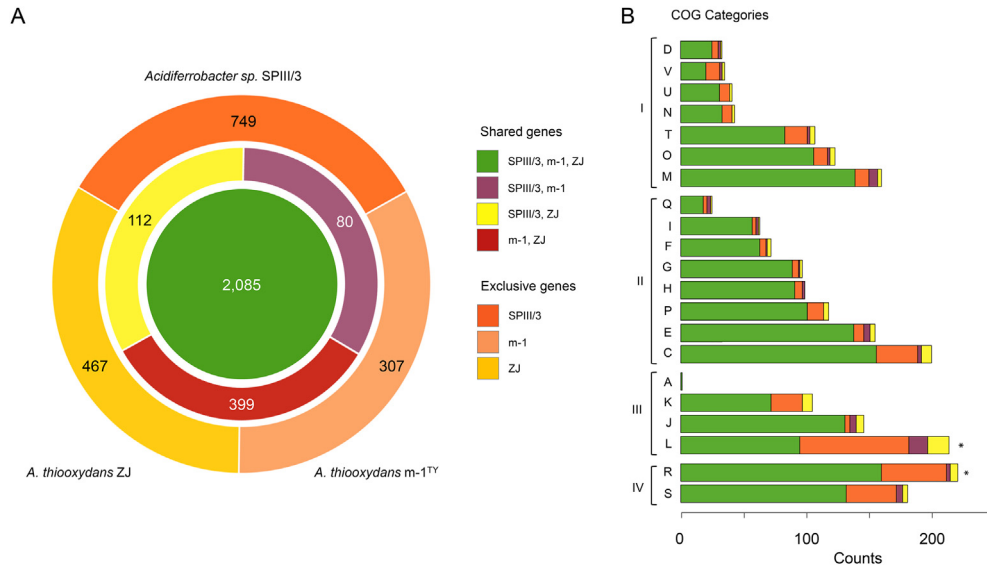 A
Acidiferrobacter sp. SPIII/3
749
112
80
2,085
467
307
399
A. thiooxydans ZJ
A. thiooxydans m-1TY
Shared genes
SPIII/3, m-1, ZJ
SPIII/3, m-1
SPIII/3, ZJ
m-1, ZJ
Exclusive genes
SPIII/3
m-1
ZJ
B
COG Categories
I
D
V
U
N
T
O
M
II
Q
I
F
G
H
P
E
C
III
A
K
J
L
*
IV
R
*
S
0
100
200
Counts